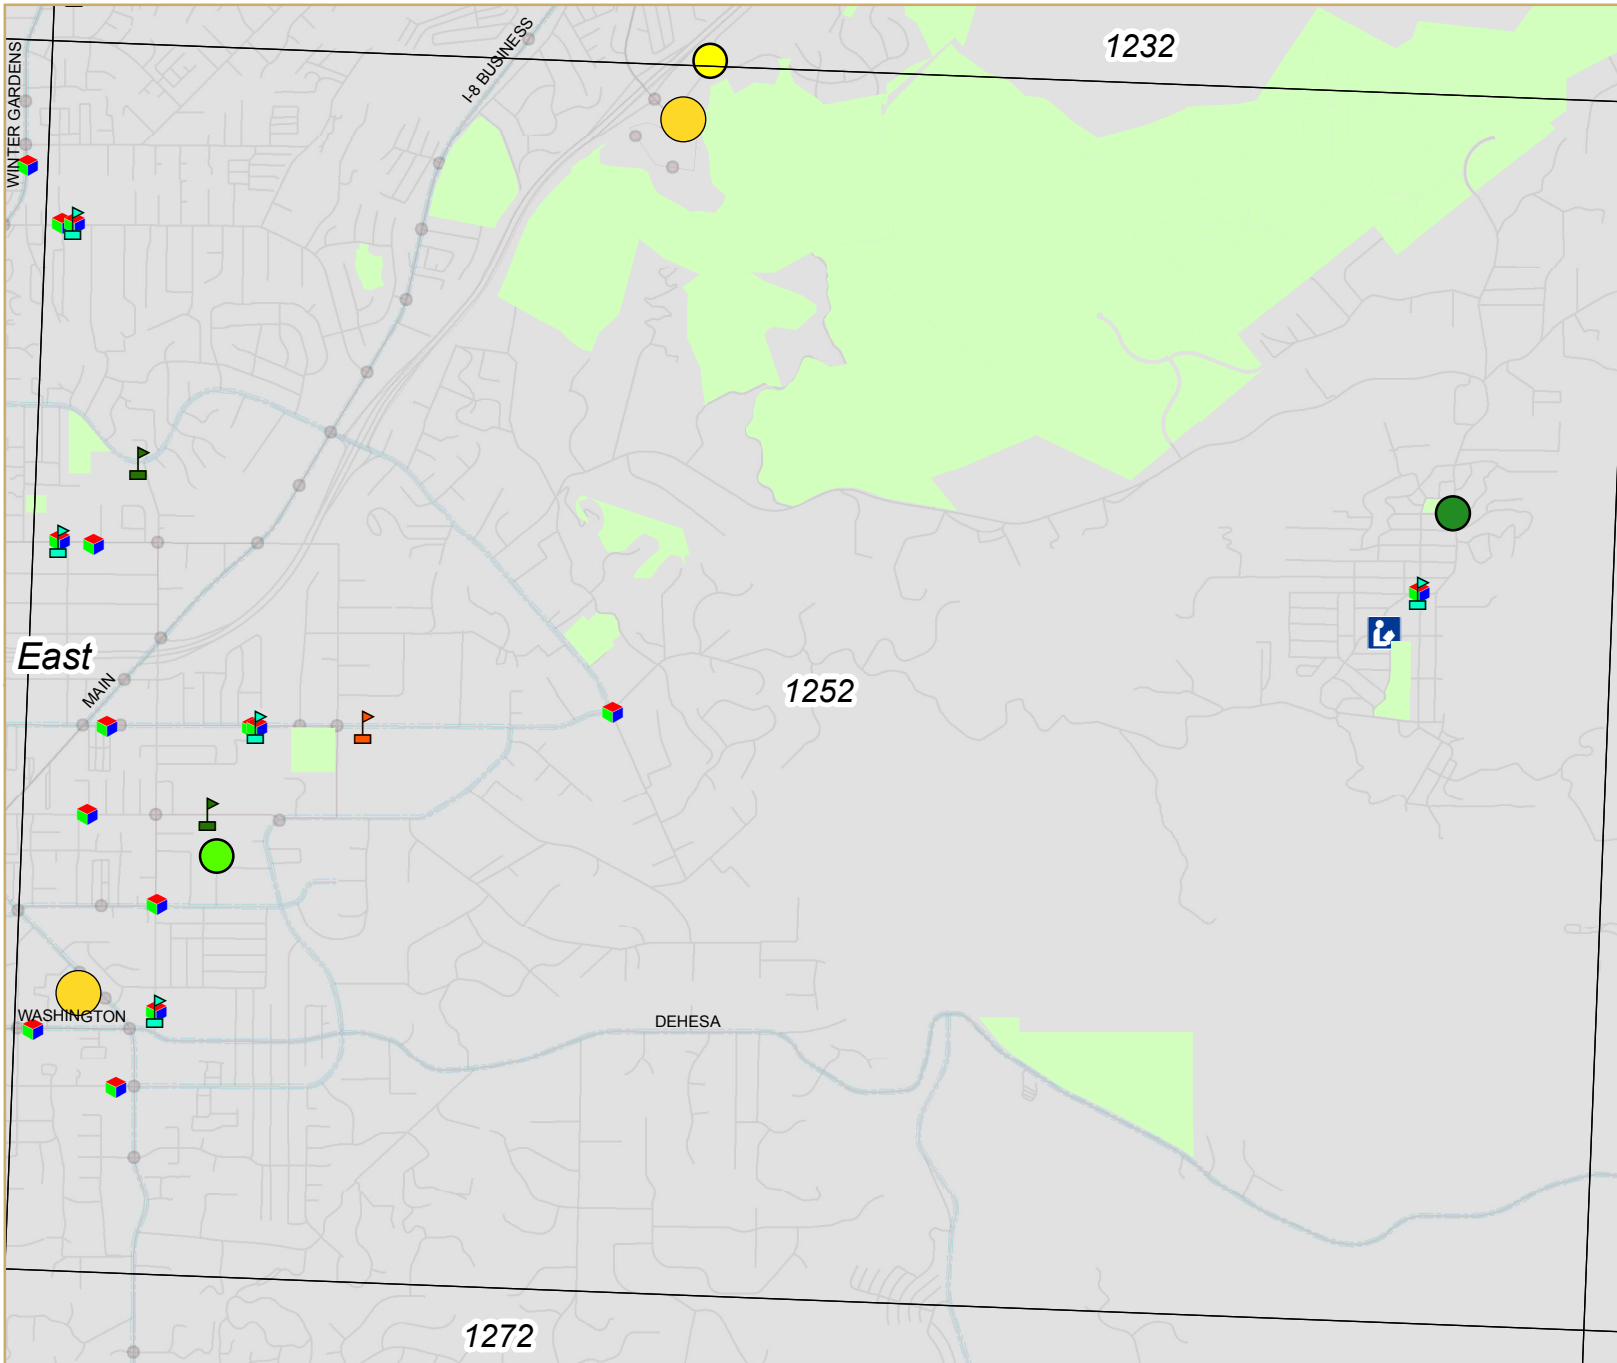 1232
I-8 BUSINESS
WINTER GARDENS
East
MAIN
1252
WASHINGTON
DEHESA
1272